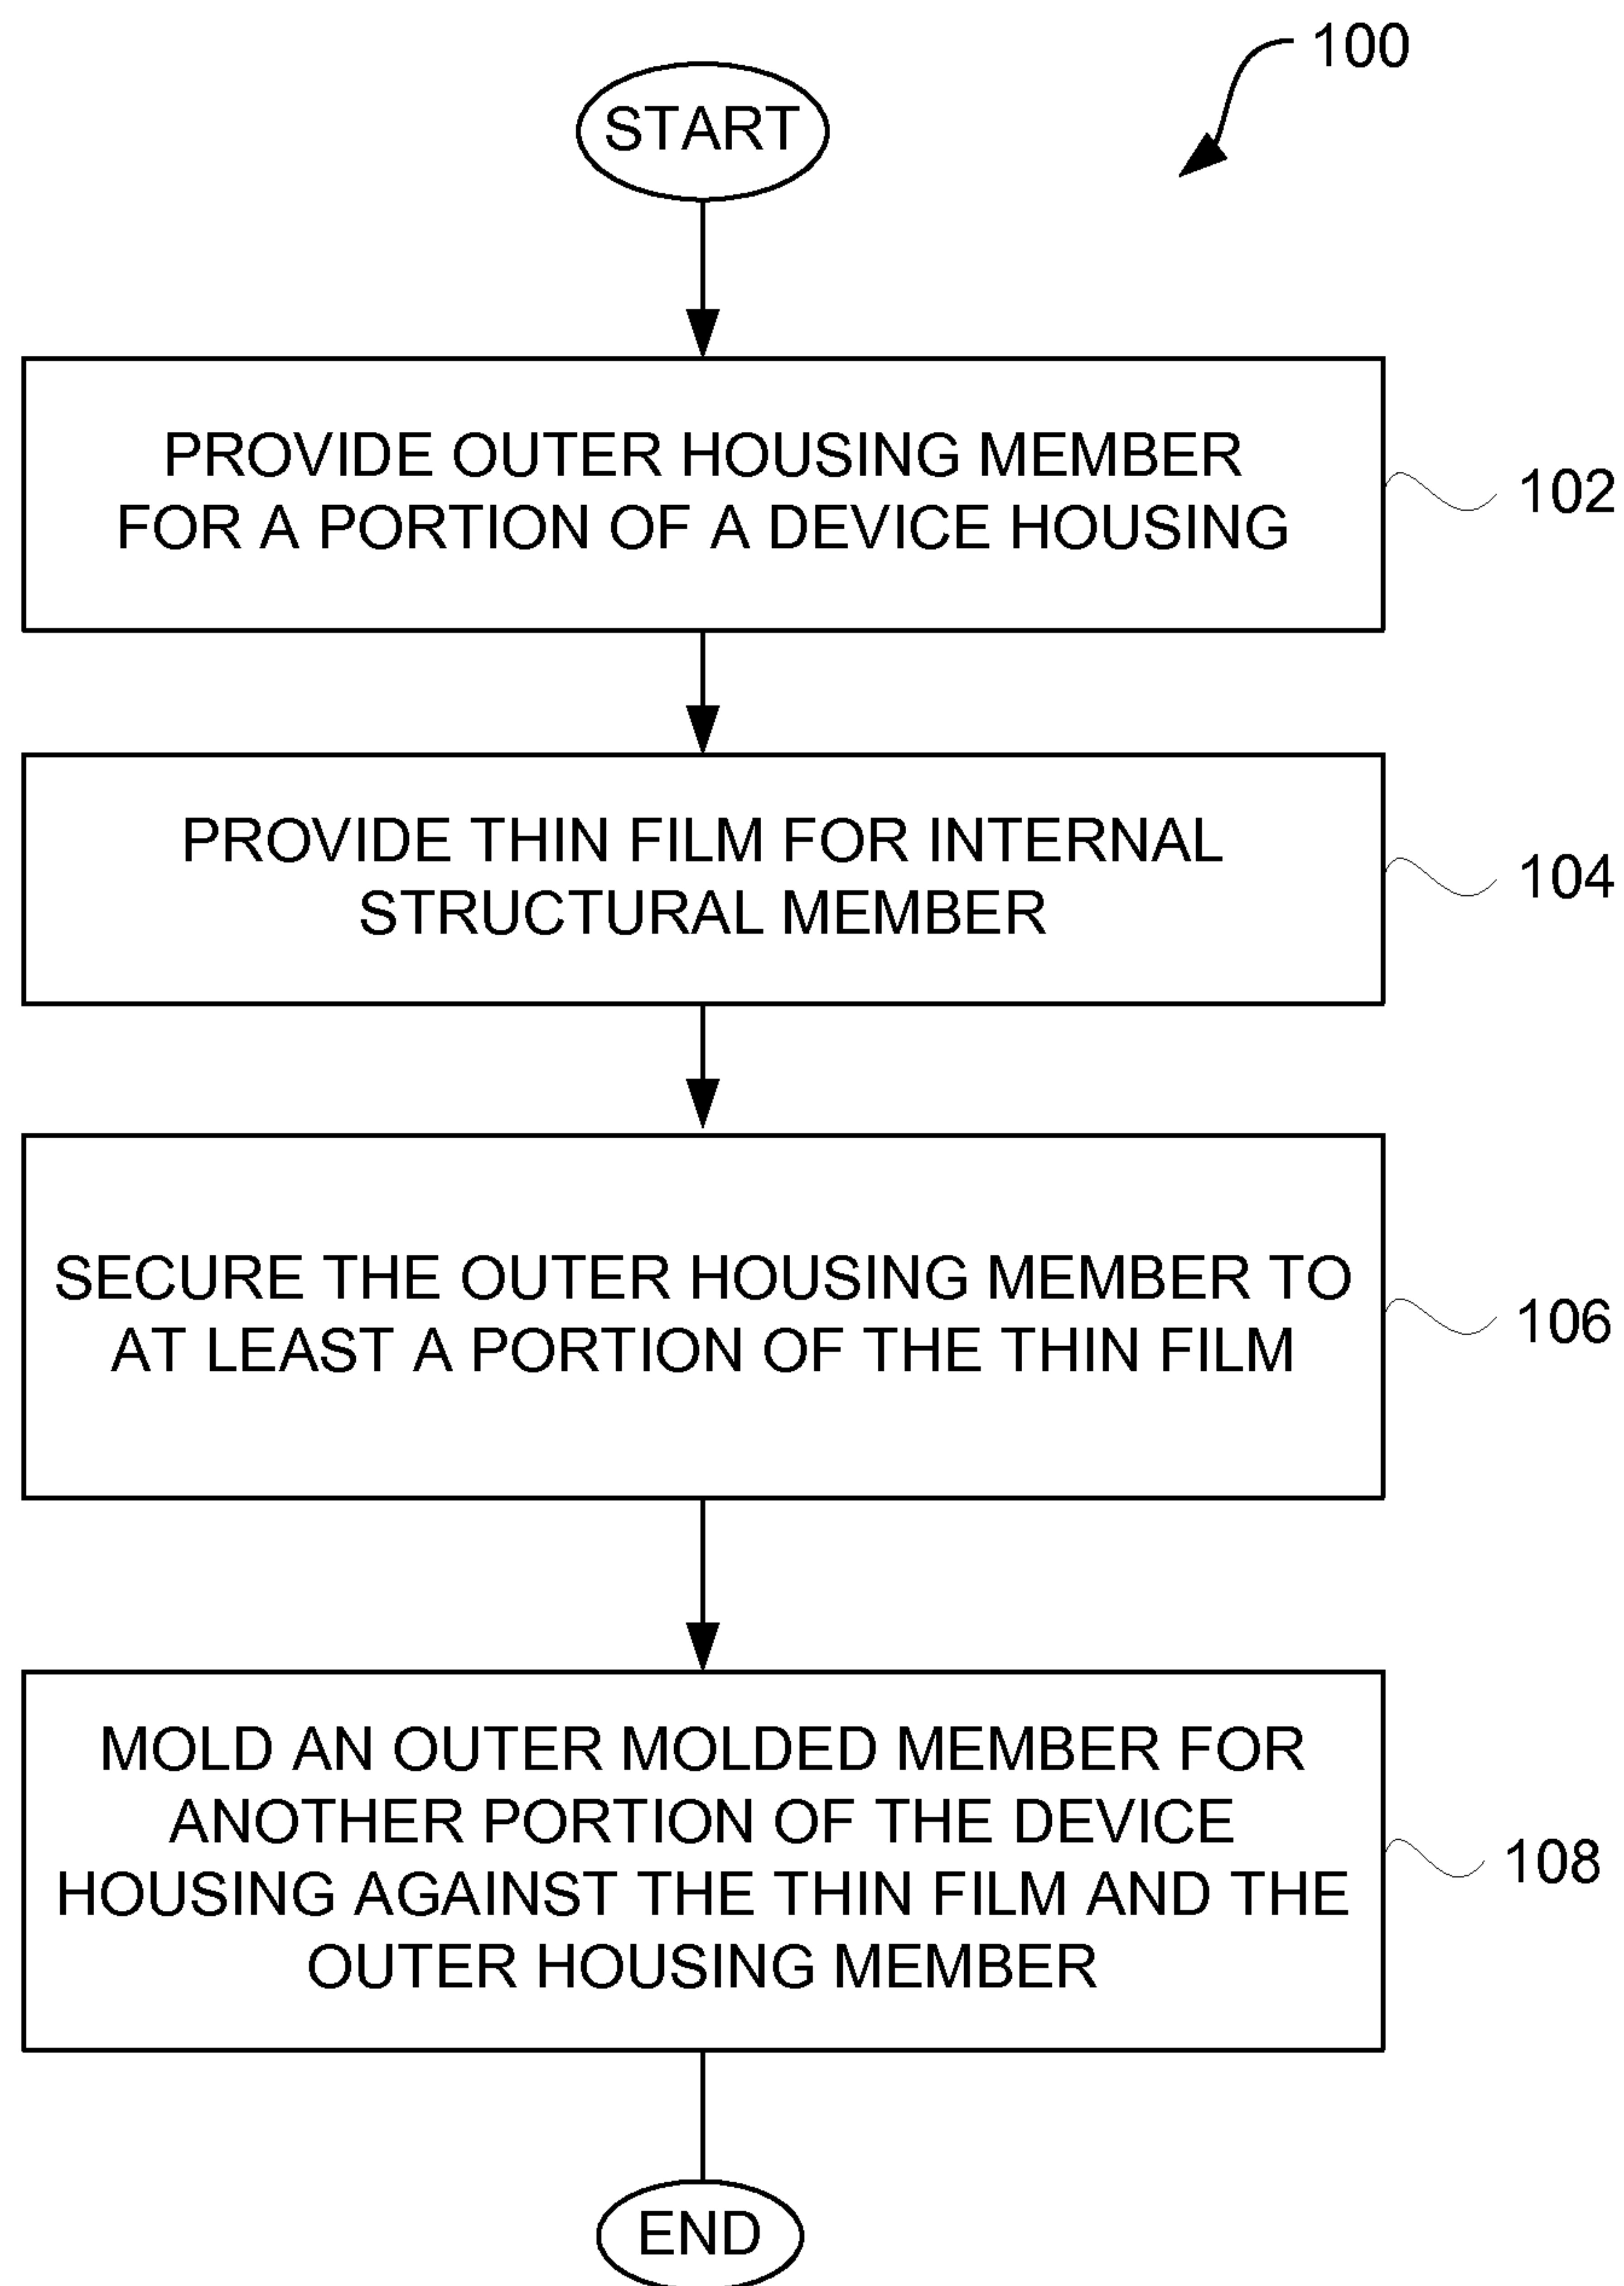 100
START
PROVIDE OUTER HOUSING MEMBER
FOR A PORTION OF A DEVICE HOUSING
102
PROVIDE THIN FILM FOR INTERNAL
STRUCTURAL MEMBER
104
SECURE THE OUTER HOUSING MEMBER TO
AT LEAST A PORTION OF THE THIN FILM
106
MOLD AN OUTER MOLDED MEMBER FOR
ANOTHER PORTION OF THE DEVICE
HOUSING AGAINST THE THIN FILM AND THE
OUTER HOUSING MEMBER
108
END